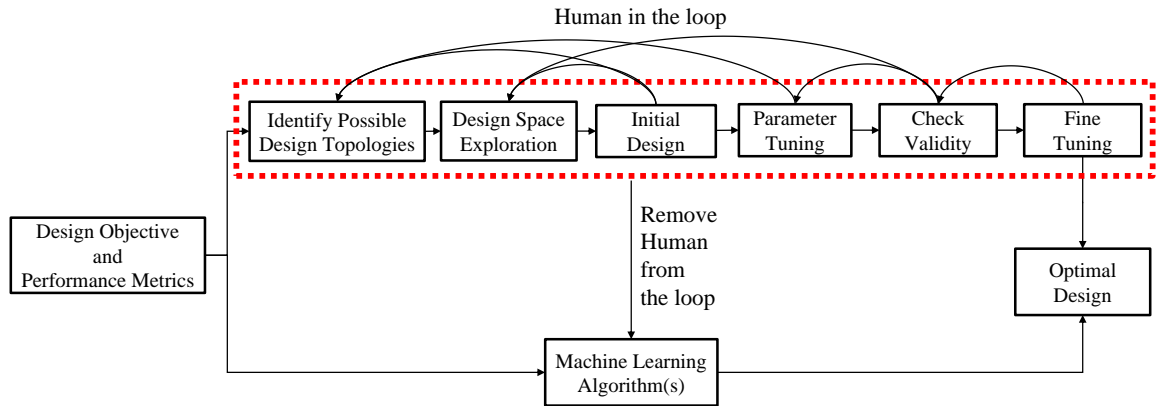 Human in the loop
Identify Possible
Design Topologies
Design Space
Exploration
Initial
Design
Parameter
Tuning
Check
Validity
Fine
Tuning
Design Objective
and
Performance Metrics
Remove
Human
from
the loop
Optimal
Design
Machine Learning
Algorithm(s)